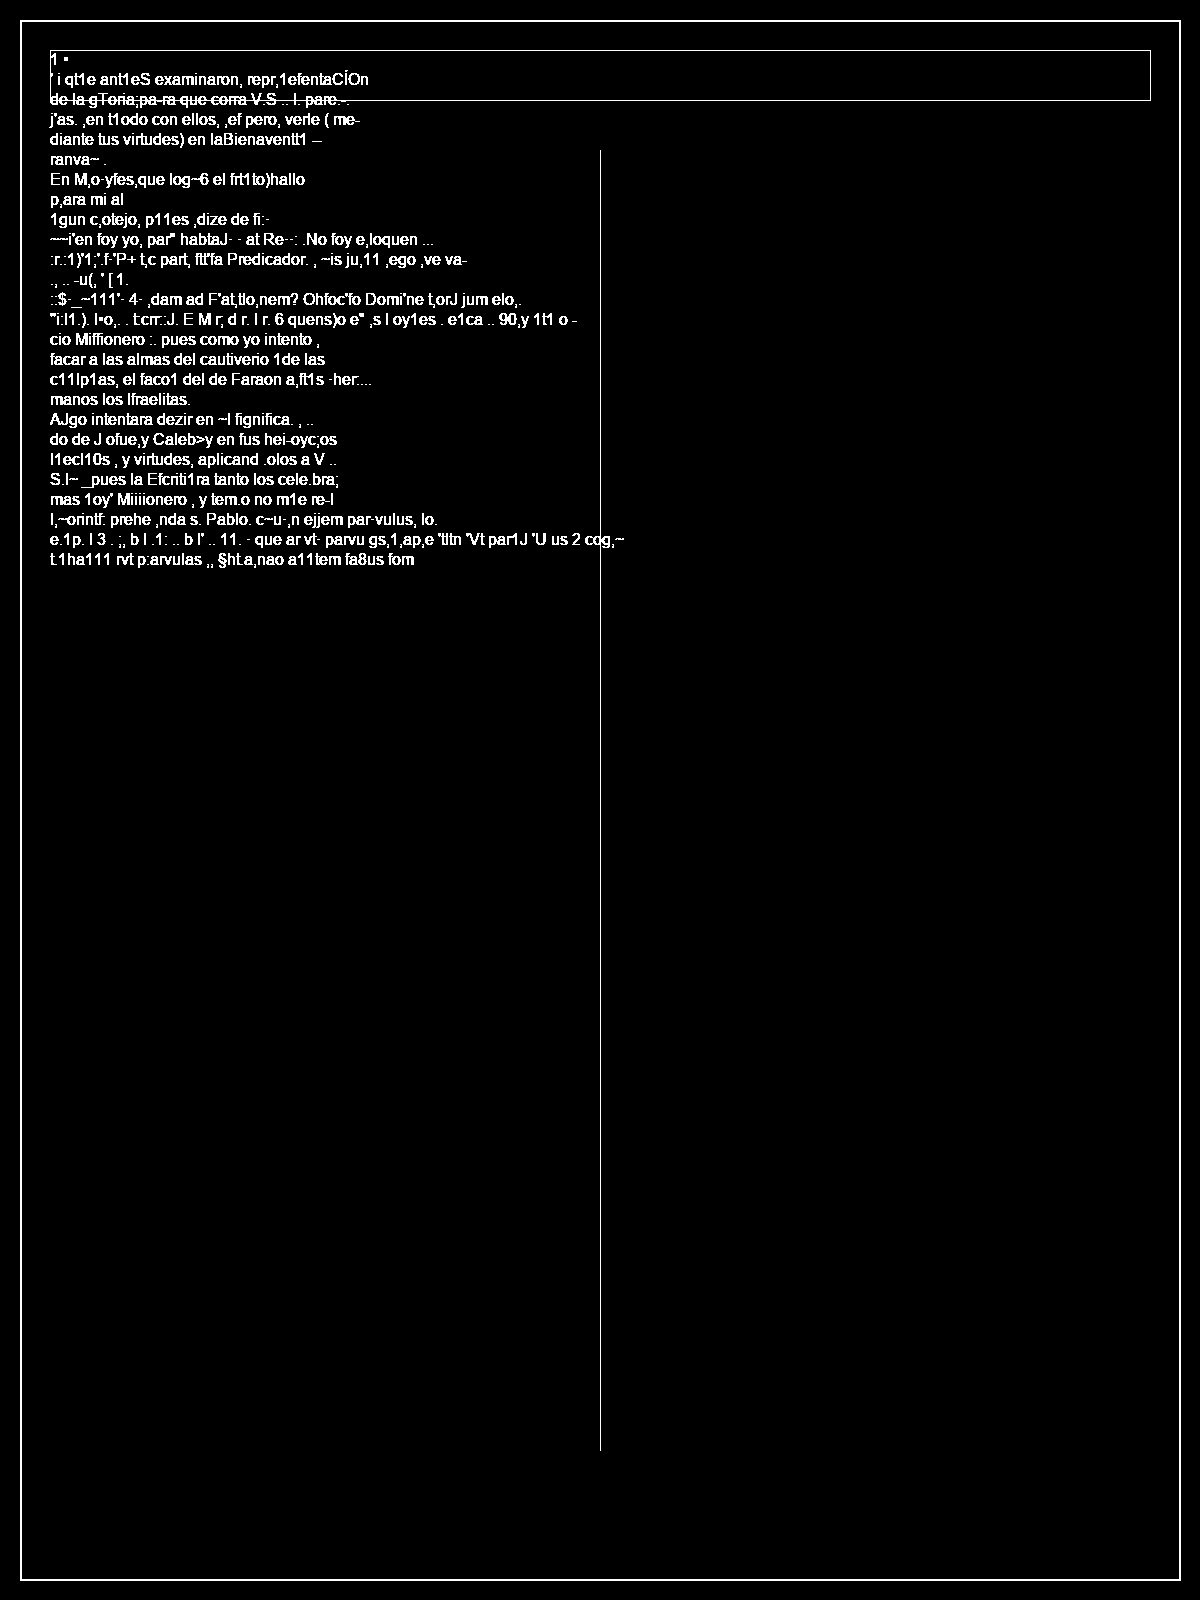 1 •
' i qt1e ant1eS examinaron, repr,1efentaCÍOn
de la gToria;pa-ra que corra V.S .. I. pare.-.
j'as. ,en t1odo con ellos, ,ef pero, verle ( me-
diante tus virtudes) en laBienaventt1 --
ranva~ .
En M,o-yfes,que log~6 el frt1to)hallo
p,ara mi al
1gun c,otejo, p11es ,dize de fi:-
~~i'en foy yo, par" habtaJ- - at Re--: .No foy e,loquen ...
:r.:1)'1;'.f-'P+ t,c part, ftt'fa Predicador. , ~is ju,11 ,ego ,ve va-
., .. -u(, ' [ 1.
::$-_~111'- 4- ,dam ad F'at,tlo,nem? Ohfoc'fo Domi'ne t,orJ jum elo,.
"i:l1.). l•o,. . t:crr::J. E M r; d r. I r. 6 quens)o e" ,s l oy1es . e1ca .. 90,y 1t1 o -
cio Miffionero :. pues como yo intento ,
facar a las almas del cautiverio 1de las
c11lp1as, el faco1 del de Faraon a,ft1s -her:...
manos los Ifraelitas.
AJgo intentara dezir en ~l fignifica. , ..
do de J ofue,y Caleb>y en fus hei-oyc;os
l1ecl10s , y virtudes, aplicand .olos a V ..
S.I~ _pues la Efcriti1ra tanto los cele.bra;
mas 1oy' Miiiionero , y tem.o no m1e re-l
l,~orintf: prehe ,nda s. Pablo. c~u-,n ejjem par-vulus, lo.
e.1p. I 3 . ;, b l .1: .. b l' .. 11. - que ar vt- parvu gs,1,ap,e 'tltn 'Vt par1J 'U us 2 cog,~
t.1ha111 rvt p:arvulas ,, §ht.a,nao a11tem fa8us fom